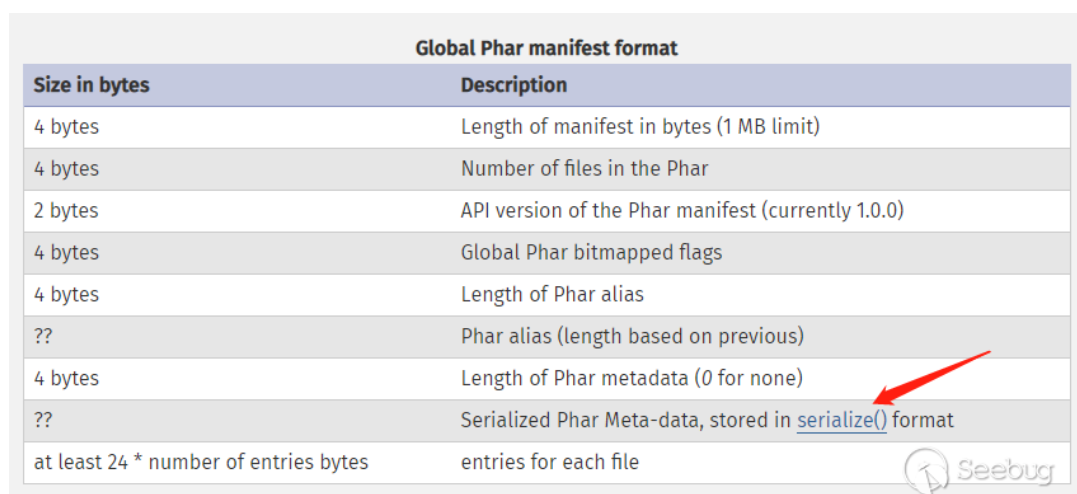 Global Phar manifest format
Size in bytes Description
4 bytes Length of manifest in bytes (1 MB limit)
4 bytes Number of files in the Phar
2 bytes API version of the Phar manifest (currently 1.0.0)
4 bytes Global Phar bitmapped flags
4 bytes Length of Phar alias
?? Phar alias (length based on previous)
4 bytes Length of Phar metadata (0 for none)
?? Serialized Phar Meta-data, stored in serialize() format
at least 24 * number of entries bytes entries for each file
Seebug